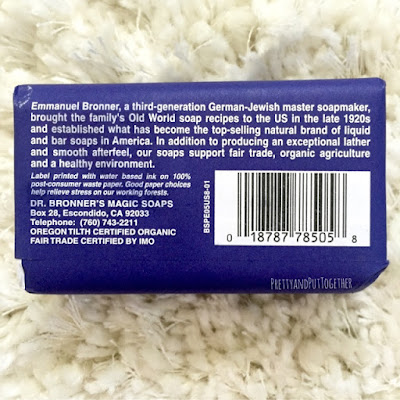 Emmanuel Bronner, a third-generation German-Jewish master soapmaker,
brought the family's Old World soap recipes to the US in the late 1920s
and established what has become the top-selling natural brand of liquid
and bar soaps in America. In addition to producing an exceptional lather
and smooth afterfeel, our soaps support fair trade, organic agriculture
and a healthy environment.
Label printed with water based ink on 100%
post-consumer waste paper. Good paper choices
help relieve stress on our working forests.
DR. BRONNER'S MAGIC SOAPS
Box 28, Escondido, CA 92033
Telephone: (760) 743-2211
OREGON TILTH CERTIFIED ORGANIC
FAIR TRADE CERTIFIED BY IMO
BSPE05US8-01
0 18787 78505 8
PrettyandPutTogether